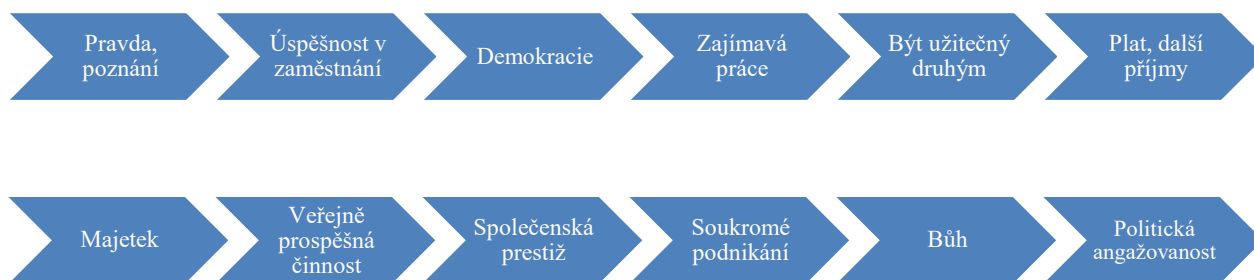 Pravda,
poznání
Úspěšnost v
zaměstnání
Demokracie
Zajímavá
práce
Být užitečný
druhým
Plat, další
příjmy
Majetek
Veřejně
prospěšná
činnost
Společenská
prestiž
Soukromé
podnikání
Bůh
Politická
angažovanost